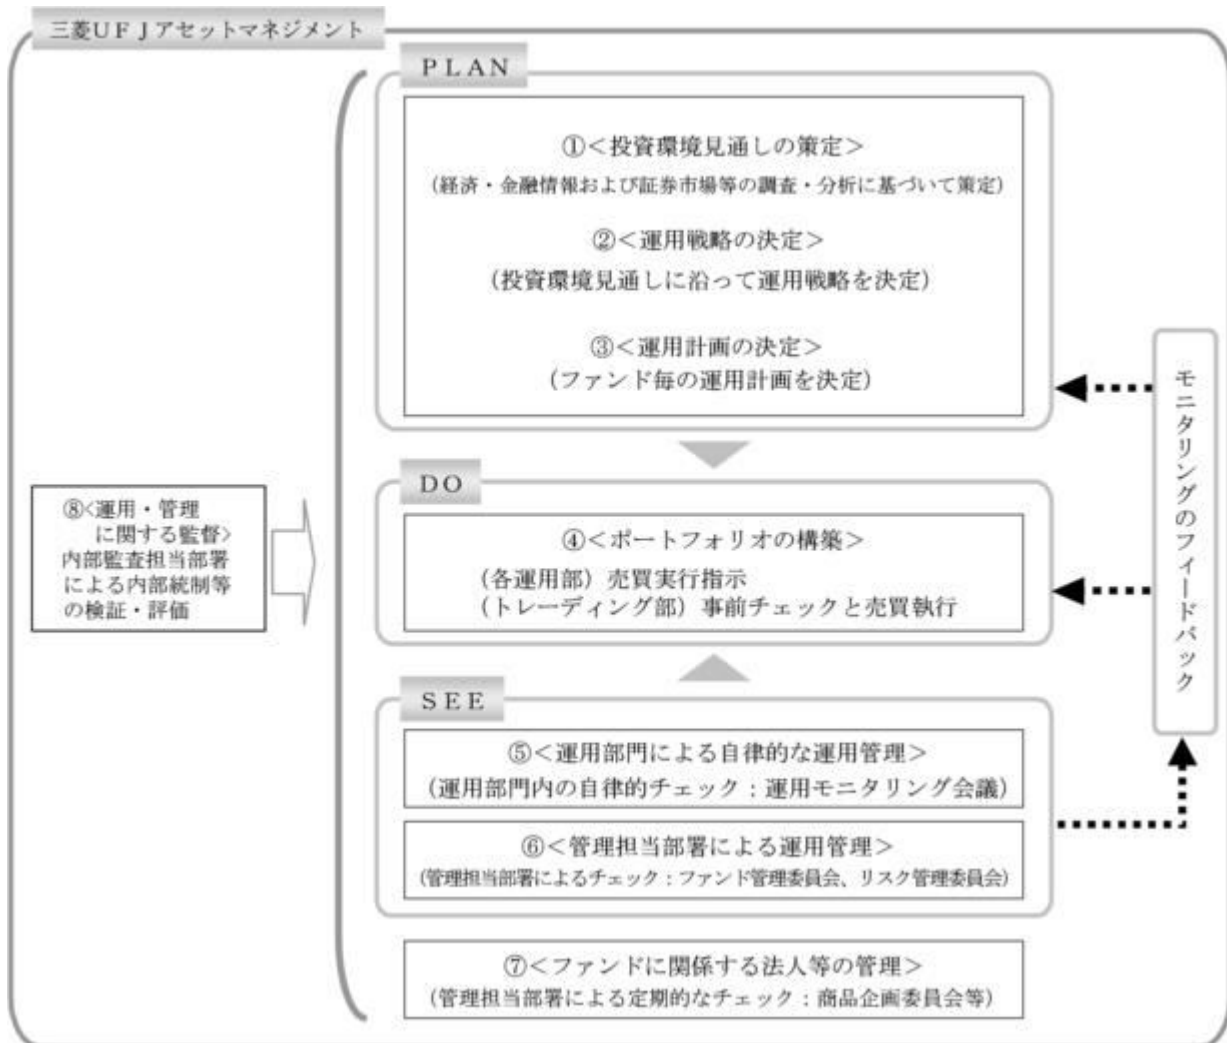 三菱ＵＦＪアセットマネジメント
ＰＬＡＮ
①＜投資環境見通しの策定＞
（経済・金融情報および証券市場等の調査・分析に基づいて策定）
②＜運用戦略の決定＞
（投資環境見通しに沿って運用戦略を決定）
③＜運用計画の決定＞
（ファンド毎の運用計画を決定）
ＤＯ
④＜ポートフォリオの構築＞
（各運用部）売買実行指示
（トレーディング部）事前チェックと売買執行
ＳＥＥ
⑤＜運用部門による自律的な運用管理＞
（運用部門内の自律的チェック：運用モニタリング会議）
⑥＜管理担当部署による運用管理＞
（管理担当部署によるチェック：ファンド管理委員会、リスク管理委員会）
⑦＜ファンドに関係する法人等の管理＞
（管理担当部署による定期的なチェック：商品企画委員会等）
⑧＜運用・管理
に関する監督＞
内部監査担当部署
による内部統制等
の検証・評価
モニタリングのフィードバック